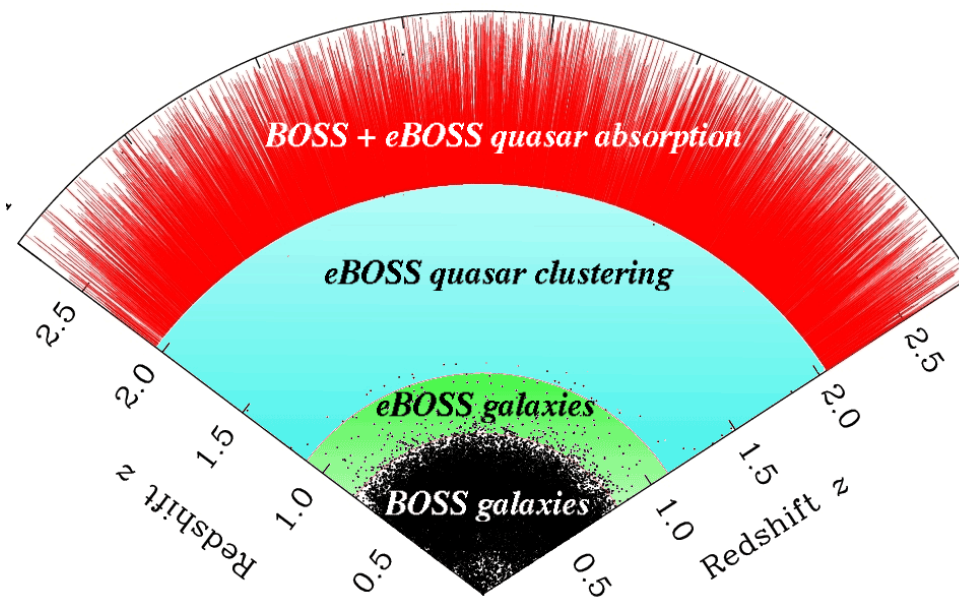 BOSS + eBOSS quasar absorption
eBOSS quasar clustering
eBOSS galaxies
BOSS galaxies
2.5
2.0
1.5
1.0
0.5
Redshift z
0.5
1.0
1.5
2.0
2.5
Redshift z